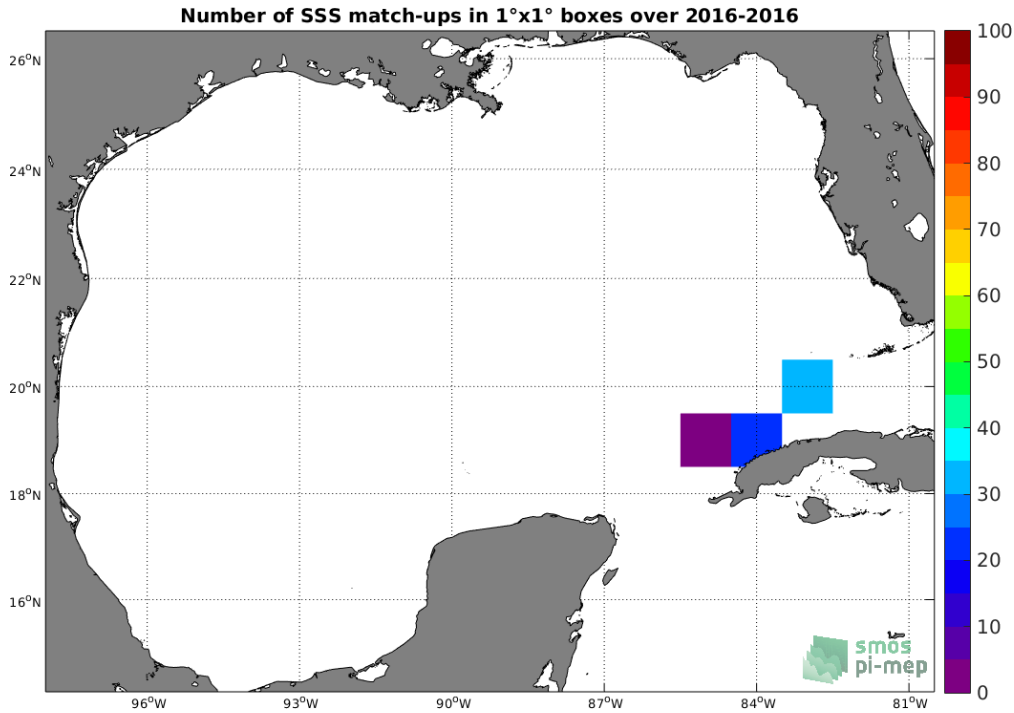 Number of SSS match-ups in 1°x1° boxes over 2016-2016
26°N
24°N
22°N
20°N
18°N
16°N
96°W
93°W
90°W
87°W
84°W
81°W
100
90
80
70
60
50
40
30
20
10
0
smos
pi-mep